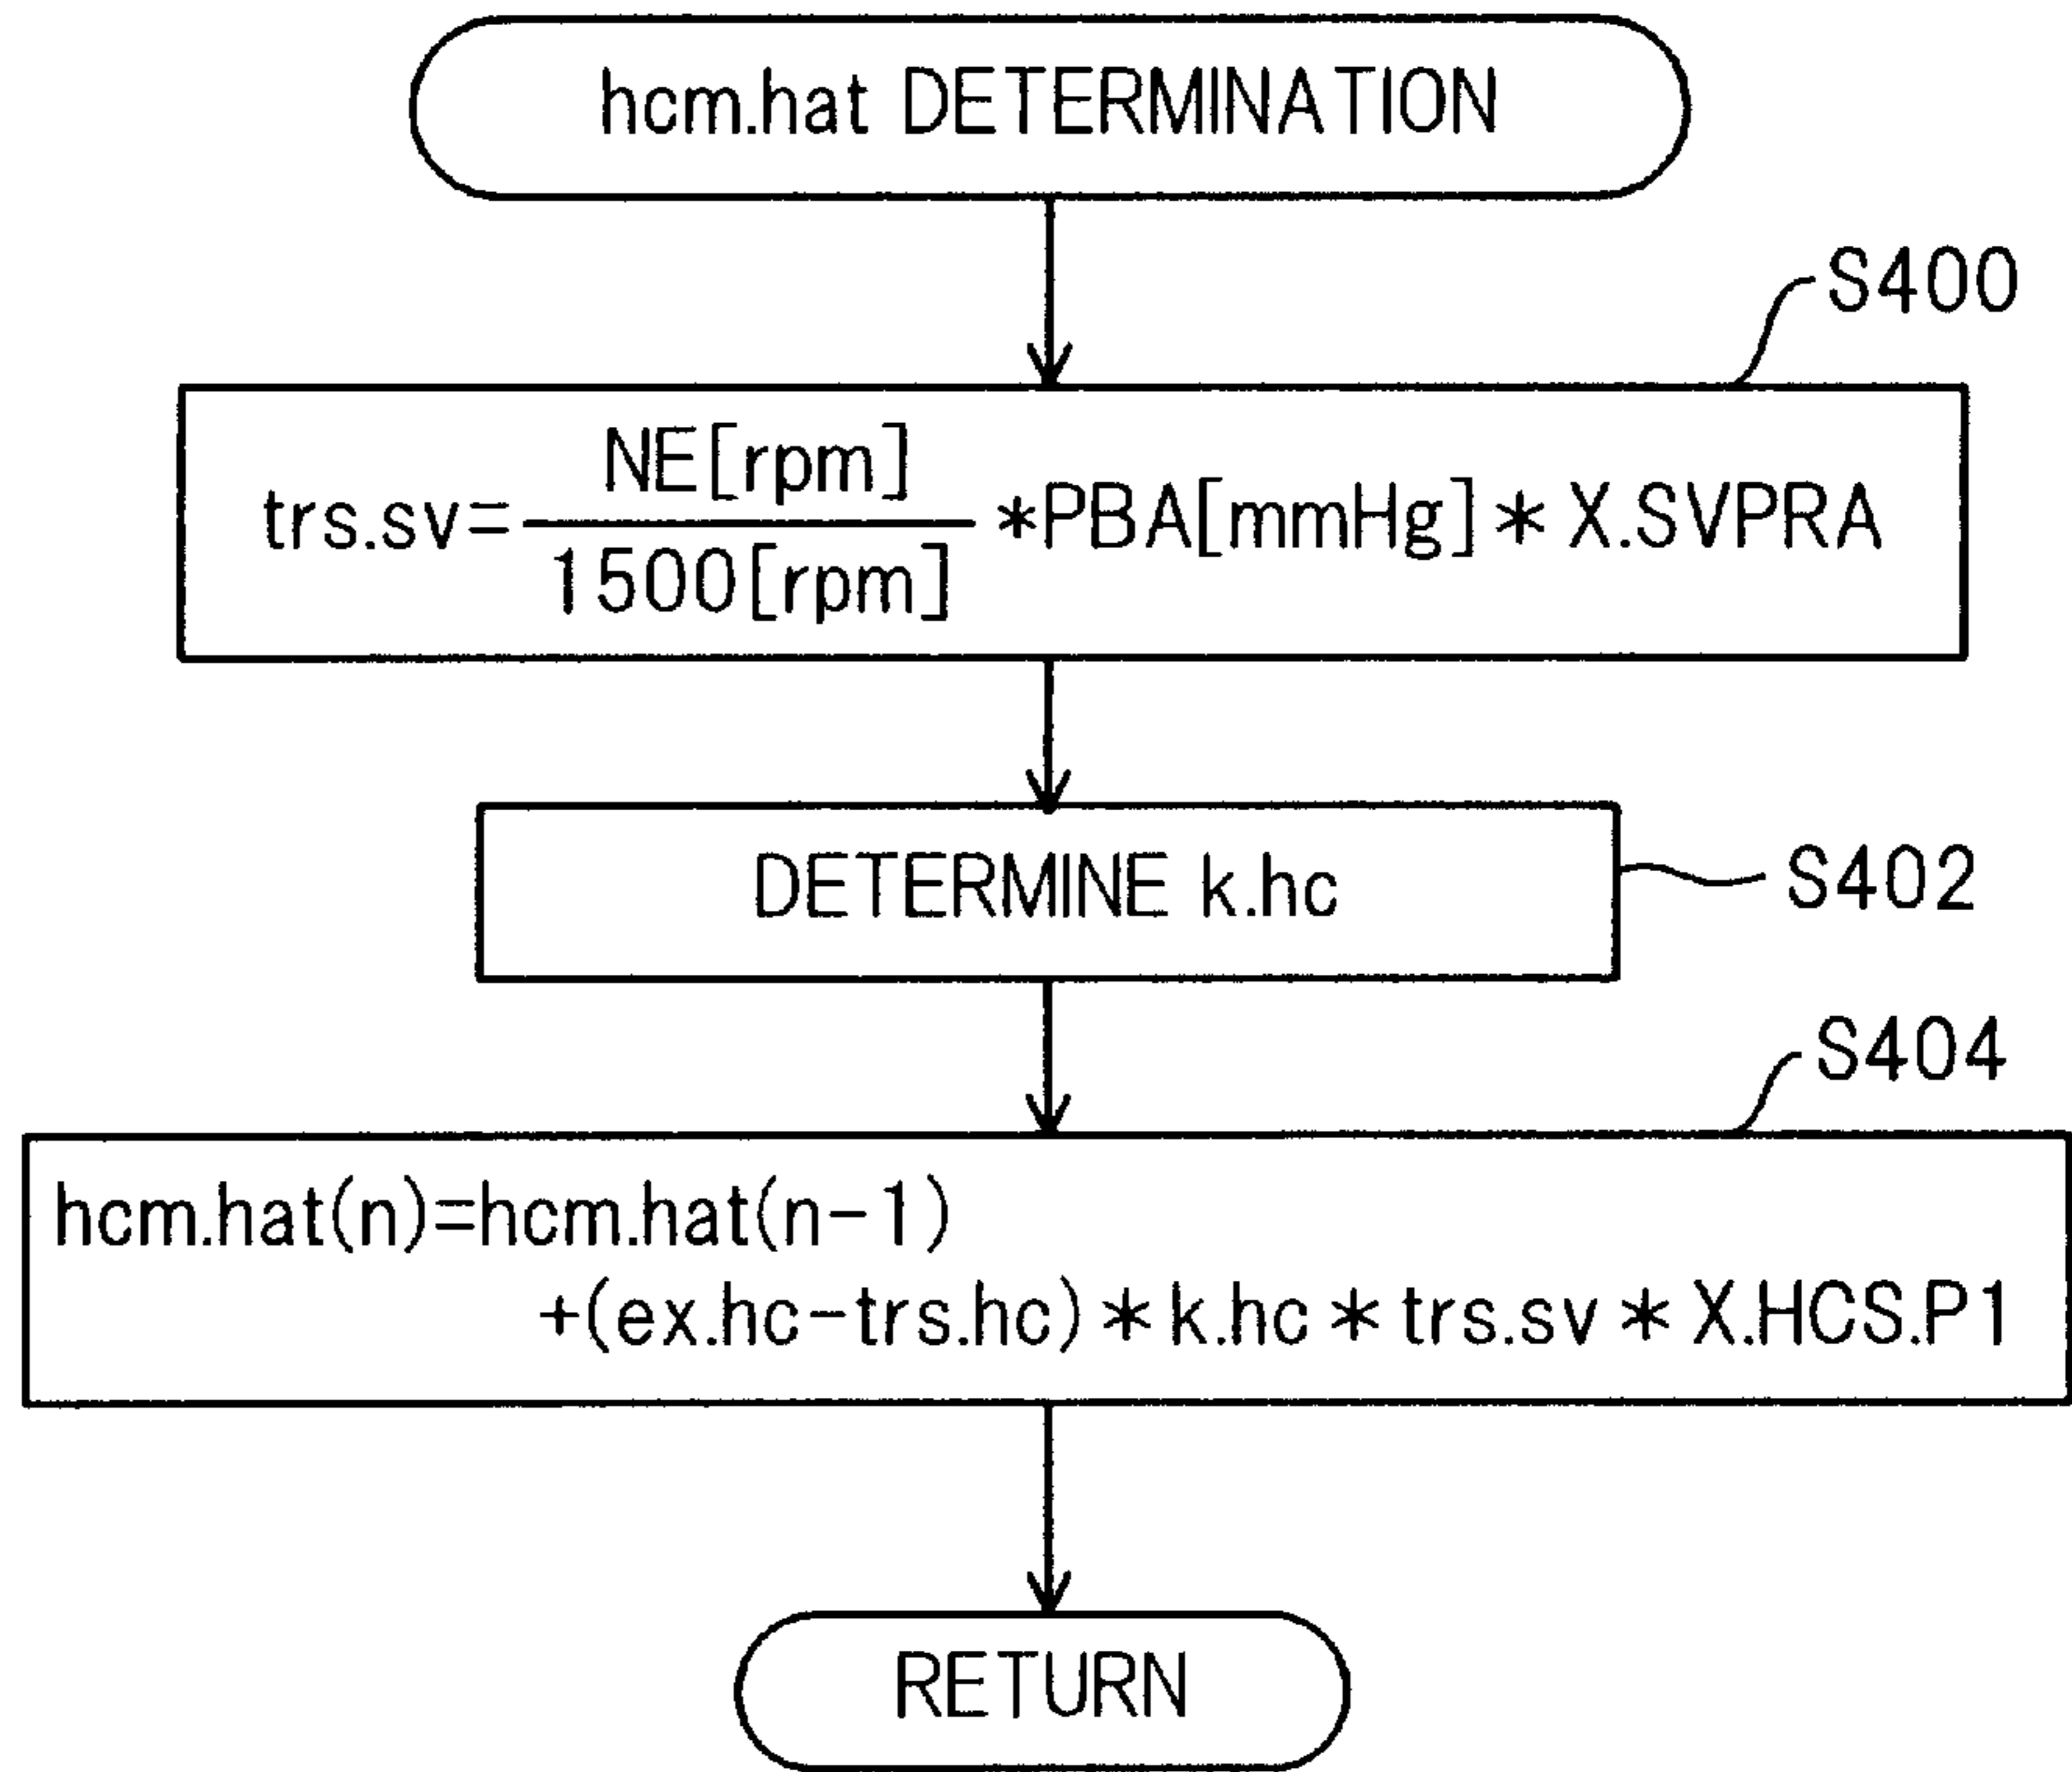 hcm.hat DETERMINATION
S400
trs.sv=NE[rpm]/1500[rpm]*PBA[mmHg]*X.SVPRA
DETERMINE k.hc
S402
S404
hcm.hat(n)=hcm.hat(n-1)
+(ex.hc-trs.hc)*k.hc*trs.sv*X.HCS.P1
RETURN